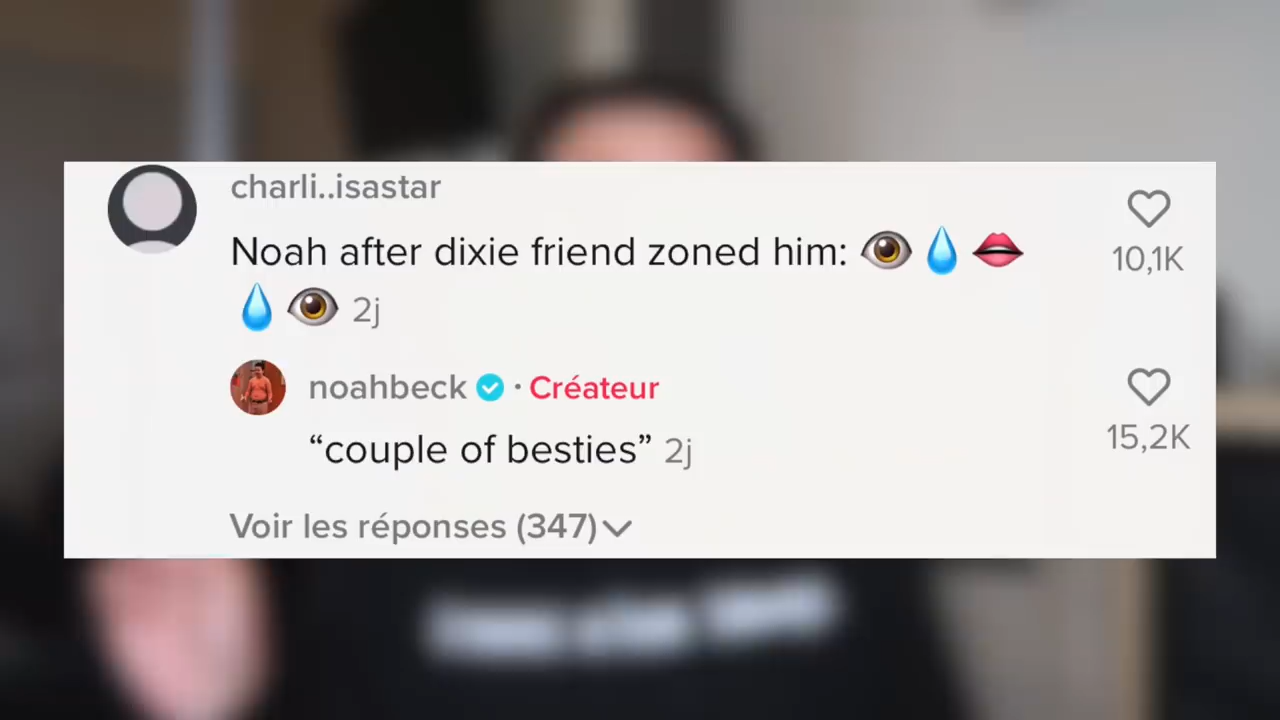 charli..isastar
Noah after dixie friend zoned him: 👁️💧👄
💧👁️ 2j
10,1K
noahbeck · Créateur
“couple of besties” 2j
15,2K
Voir les réponses (347)